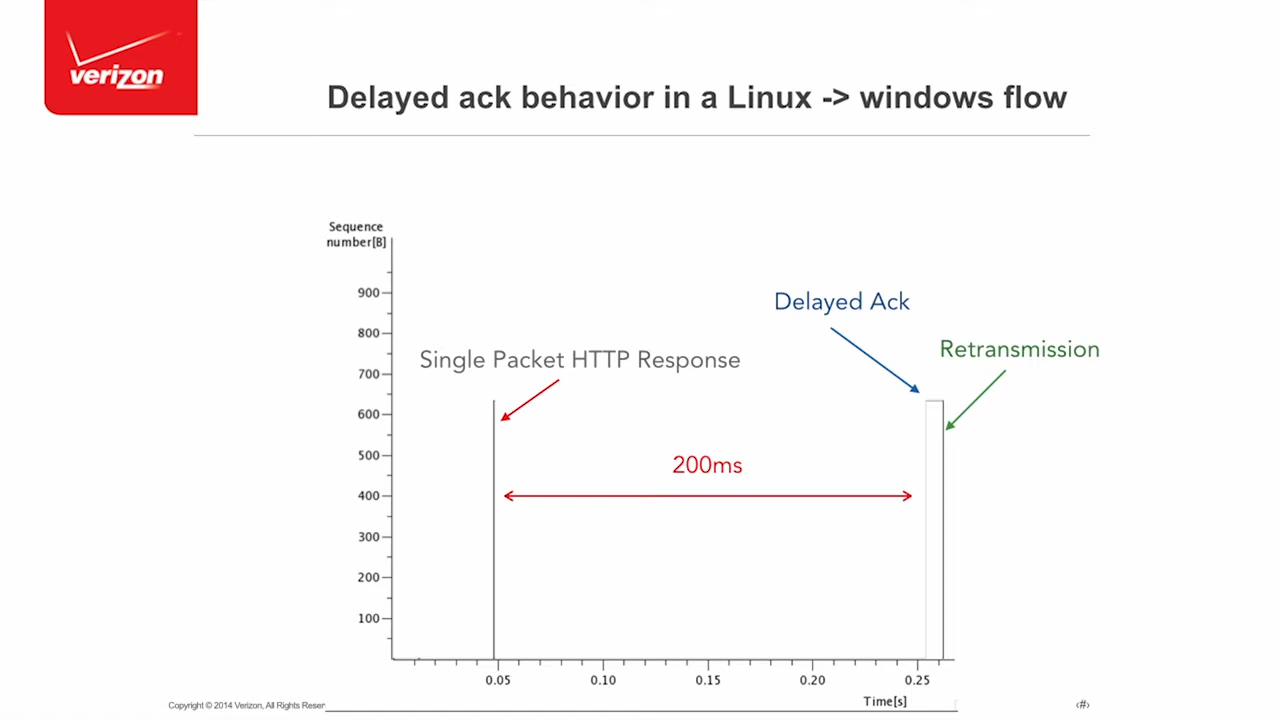 verizon
Delayed ack behavior in a Linux -> windows flow
Sequence
number[B]
900
800
700
600
500
400
300
200
100
Delayed Ack
Retransmission
Single Packet HTTP Response
200ms
0.05
0.10
0.15
0.20
0.25
Time[s]
Copyright © 2014 Verizon, All Rights Reser
‹#›